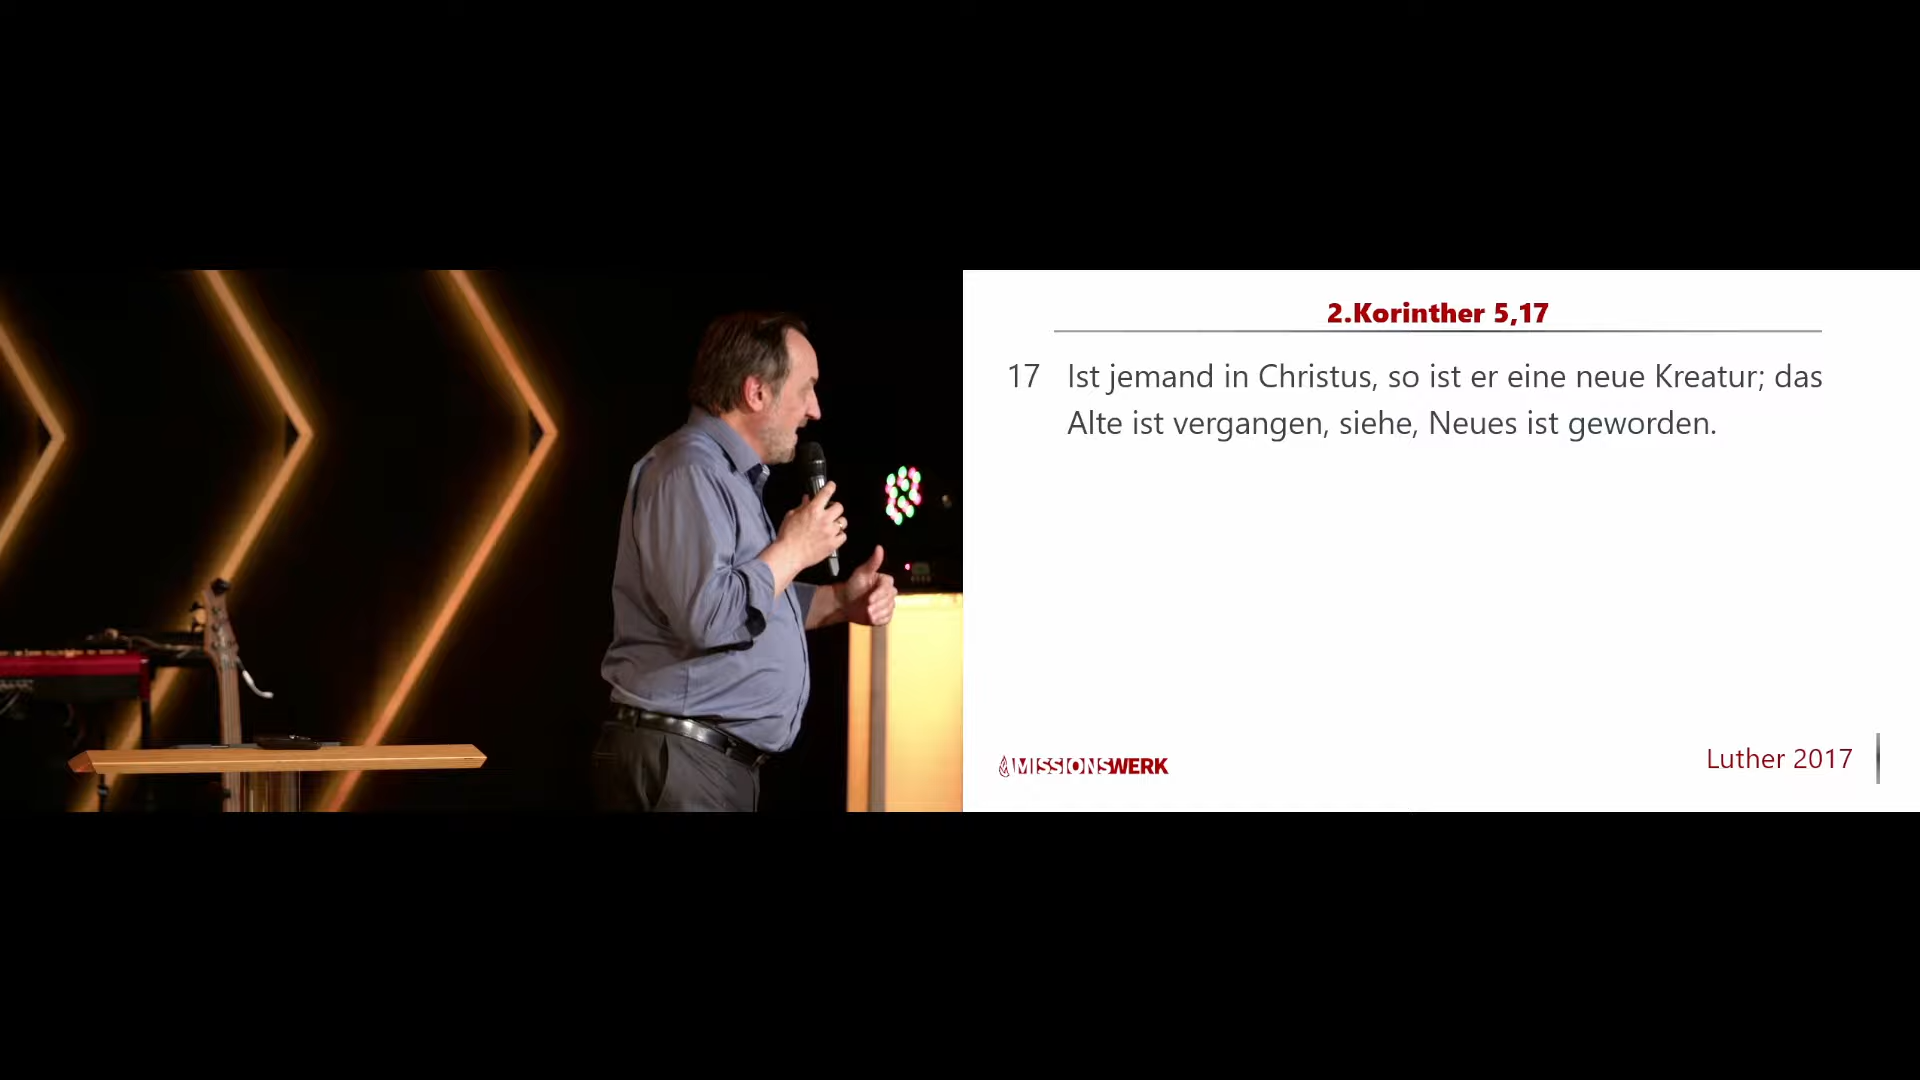 2.Korinther 5,17
17 Ist jemand in Christus, so ist er eine neue Kreatur; das
Alte ist vergangen, siehe, Neues ist geworden.
MISSIONSWERK
Luther 2017